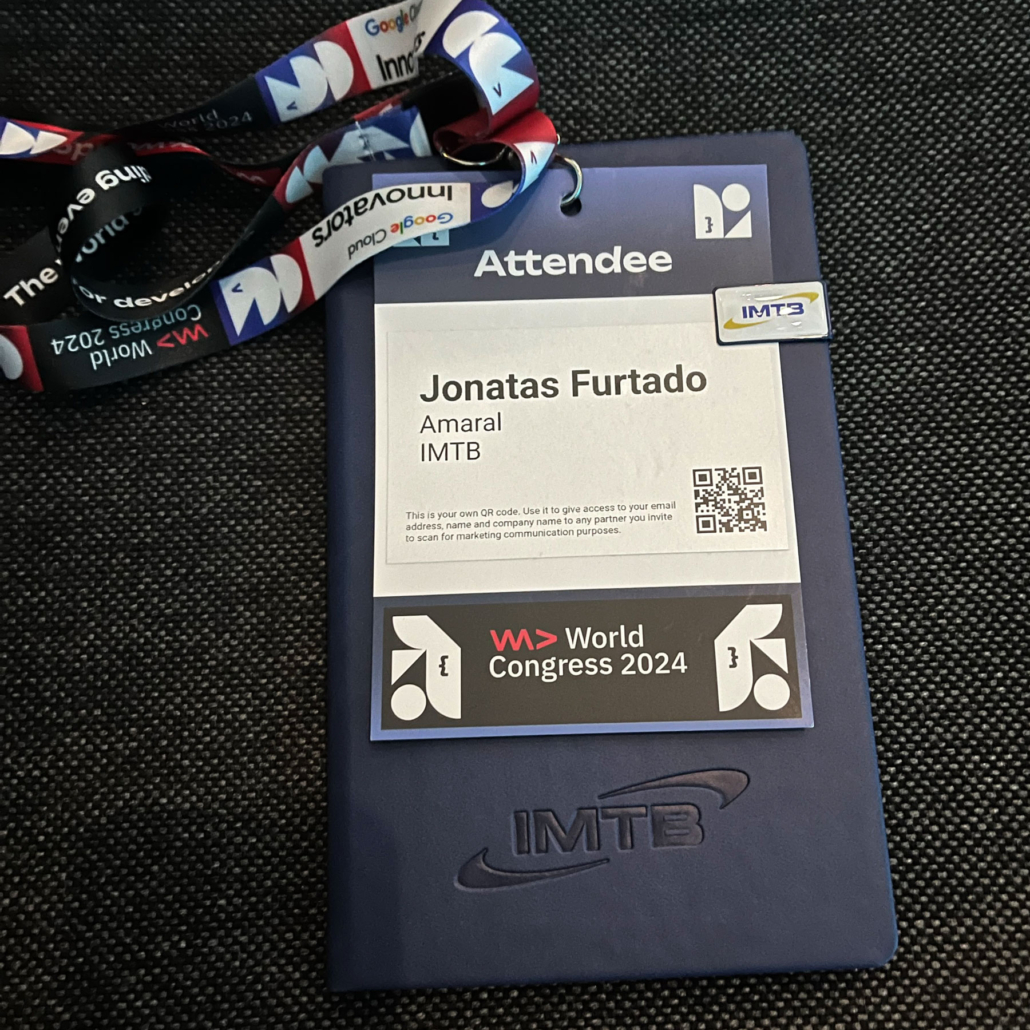 Google Cloud
Innovators
World
Congress 2024
The
Attendee
IMTB
Jonatas Furtado
Amaral
IMTB
This is your own QR code. Use it to give access to your email
address, name and company name to any partner you invite
to scan for marketing communication purposes.
World
Congress 2024
IMTB